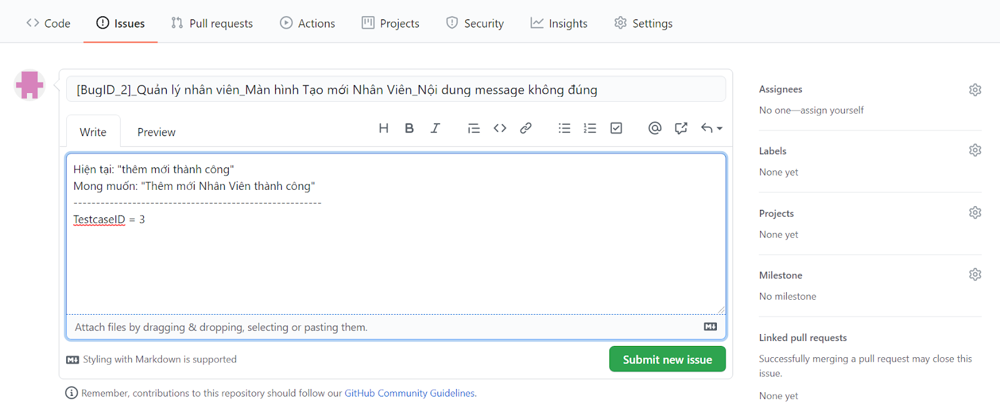 Code Issues Pull requests Actions Projects Security Insights Settings
[BugID_2]_Quản lý nhân viên_Màn hình Tạo mới Nhân Viên_Nội dung message không đúng
Write Preview
Hiện tại: "thêm mới thành công"
Mong muốn: "Thêm mới Nhân Viên thành công"
-------------------------------------------------------
TestcaseID = 3
Attach files by dragging & dropping, selecting or pasting them.
Styling with Markdown is supported
Submit new issue
Remember, contributions to this repository should follow our GitHub Community Guidelines.
Assignees
No one—assign yourself
Labels
None yet
Projects
None yet
Milestone
No milestone
Linked pull requests
Successfully merging a pull request may close this
issue.
None yet